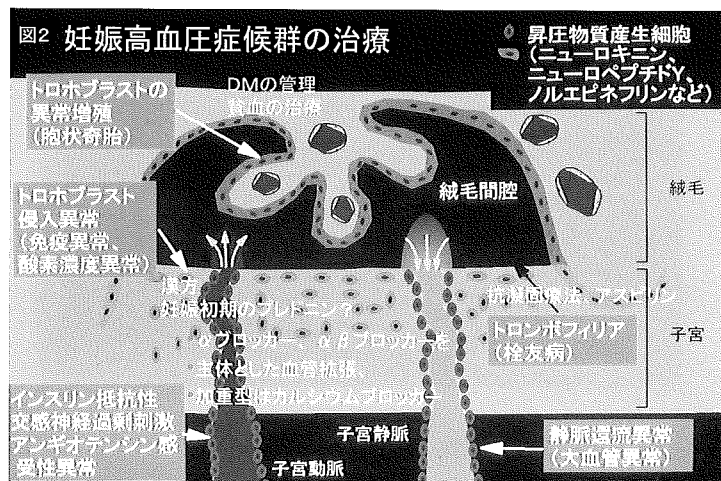 図2 妊娠高血圧症候群の治療
昇圧物質産生細胞
(ニューロキニン、
ニューロペプチドY、
ノルエピネフリンなど)
トロホブラストの
異常増殖
(胞状奇胎)
DMの管理
貧血の治療
絨毛間腔
絨毛
トロホブラスト
侵入異常
(免疫異常、
酸素濃度異常)
漢方
妊娠初期のプレドニン?
抗凝固療法、アスピリン
αブロッカー、αβブロッカーを
主体とした血管拡張、
加重型はカルシウムブロッカー
トロンボフィリア
(栓友病)
子宮
インスリン抵抗性
交感神経過剰刺激
アンギオテンシン感
受性異常
子宮静脈
子宮動脈
静脈還流異常
(大血管異常)